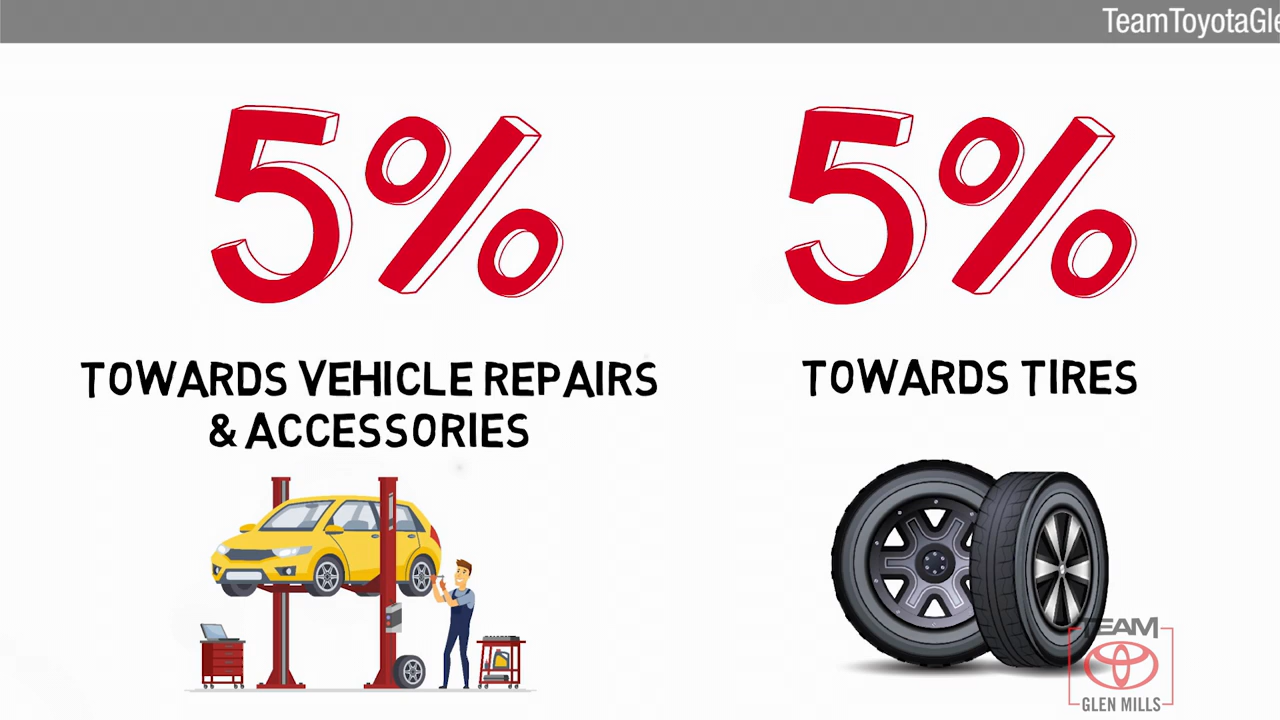 TeamToyotaGle
5% 5%
TOWARDS VEHICLE REPAIRS
& ACCESSORIES
TOWARDS TIRES
TEAM
GLEN MILLS